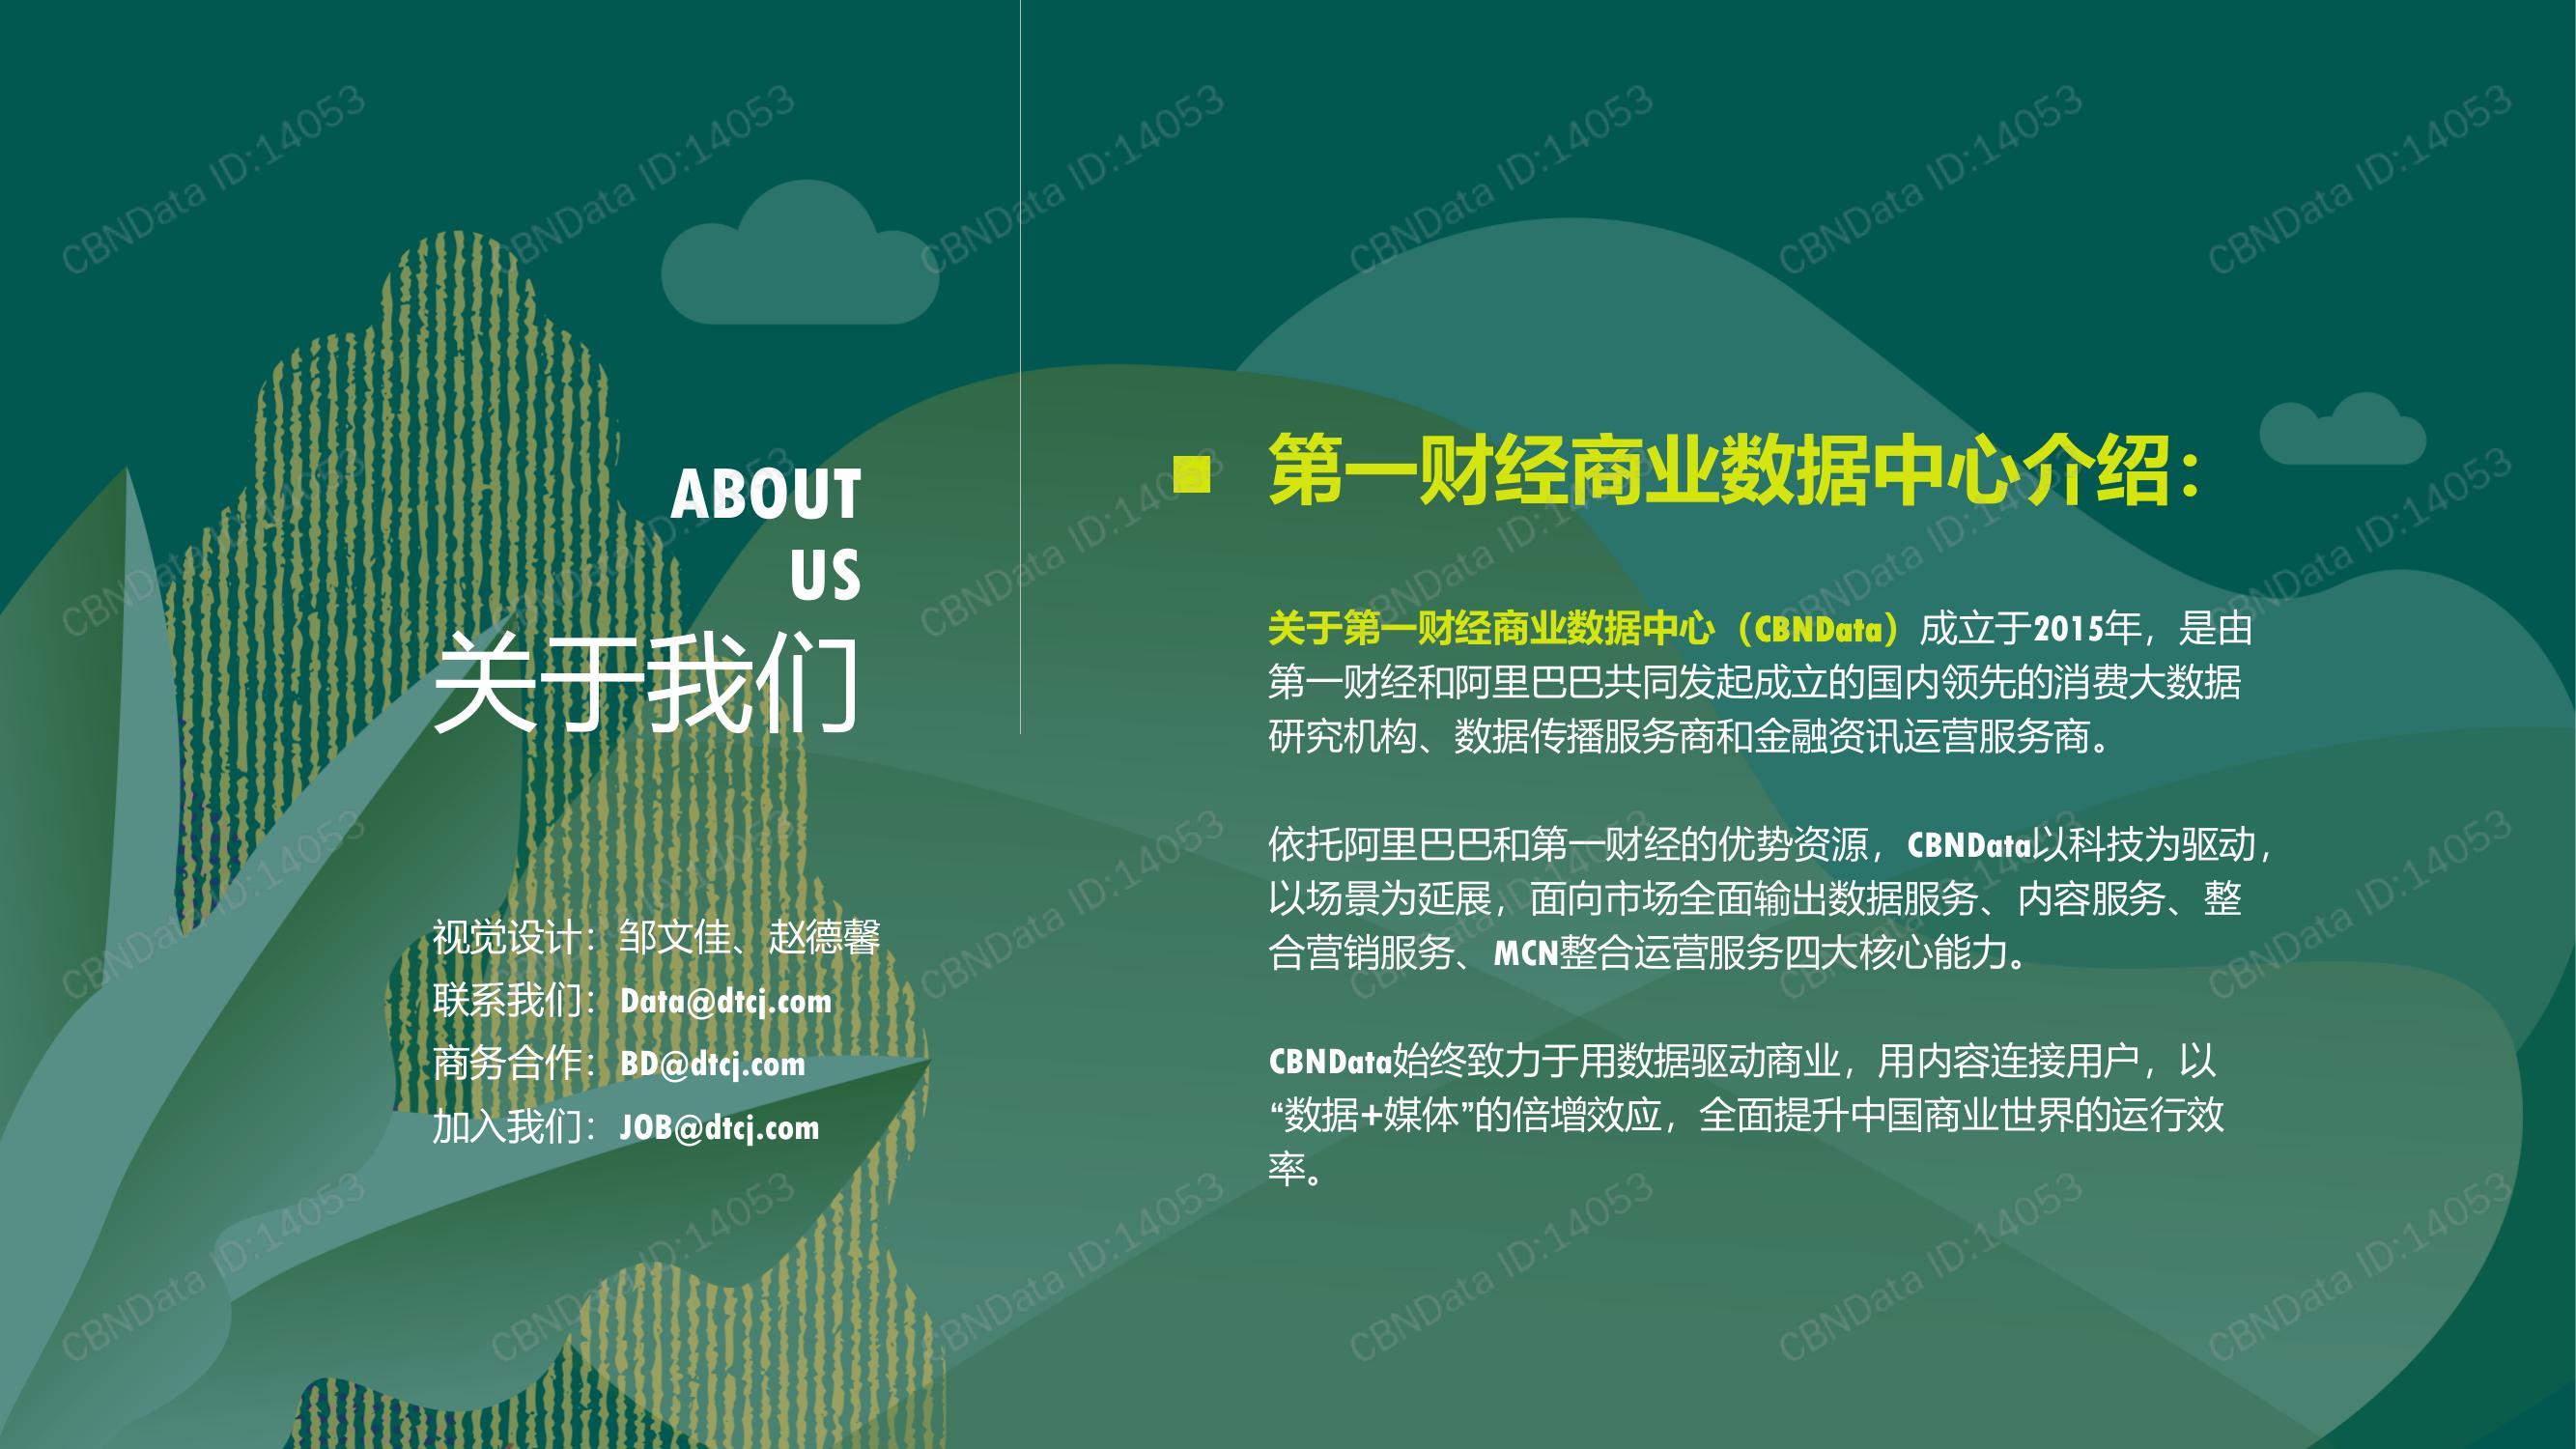 ABOUT
US
关于我们
视觉设计：邹文佳、赵德馨
联系我们：Data@dtcj.com
商务合作：BD@dtcj.com
加入我们：JOB@dtcj.com
第一财经商业数据中心介绍：
关于第一财经商业数据中心（CBNData）成立于2015年，是由
第一财经和阿里巴巴共同发起成立的国内领先的消费大数据
研究机构、数据传播服务商和金融资讯运营服务商。
依托阿里巴巴和第一财经的优势资源，CBNData以科技为驱动，
以场景为延展，面向市场全面输出数据服务、内容服务、整
合营销服务、MCN整合运营服务四大核心能力。
CBNData始终致力于用数据驱动商业，用内容连接用户，以
“数据+媒体”的倍增效应，全面提升中国商业世界的运行效
率。
CBNData ID:14053